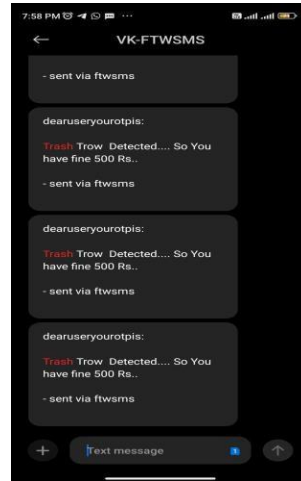 7:58 PM
VK-FTWSMS
- sent via ftwsms
dearuseryourotpis:
Trash Trow Detected.... So You
have fine 500 Rs..
- sent via ftwsms
dearuseryourotpis:
Trash Trow Detected.... So You
have fine 500 Rs..
- sent via ftwsms
dearuseryourotpis:
Trash Trow Detected.... So You
have fine 500 Rs..
- sent via ftwsms
Text message
1